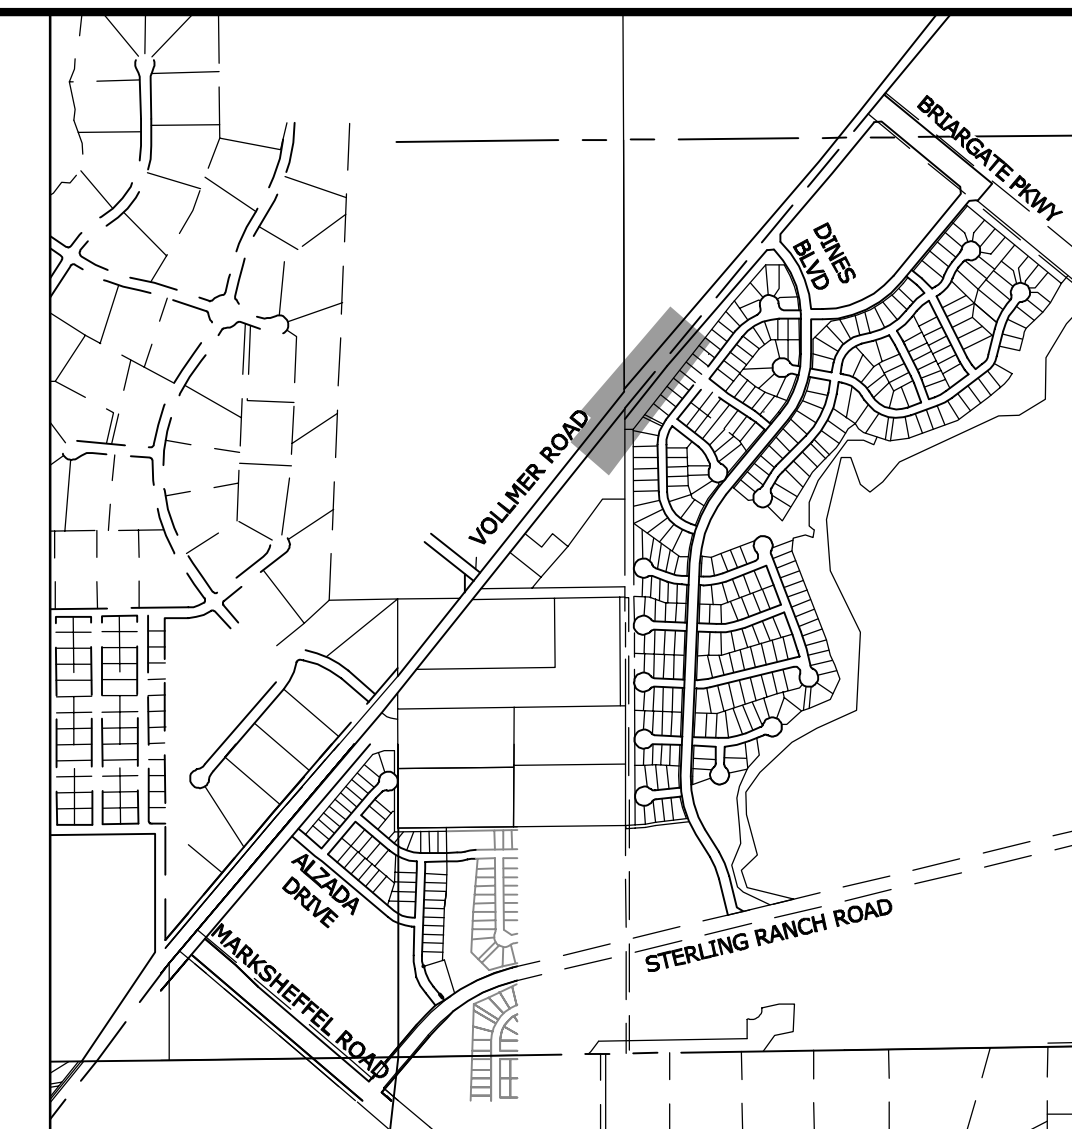 BRIARGATE PKWY
DINES
BLVD
VOLLMER ROAD
ALZADA
DRIVE
STERLING RANCH ROAD
MARKSHEFFEL ROAD